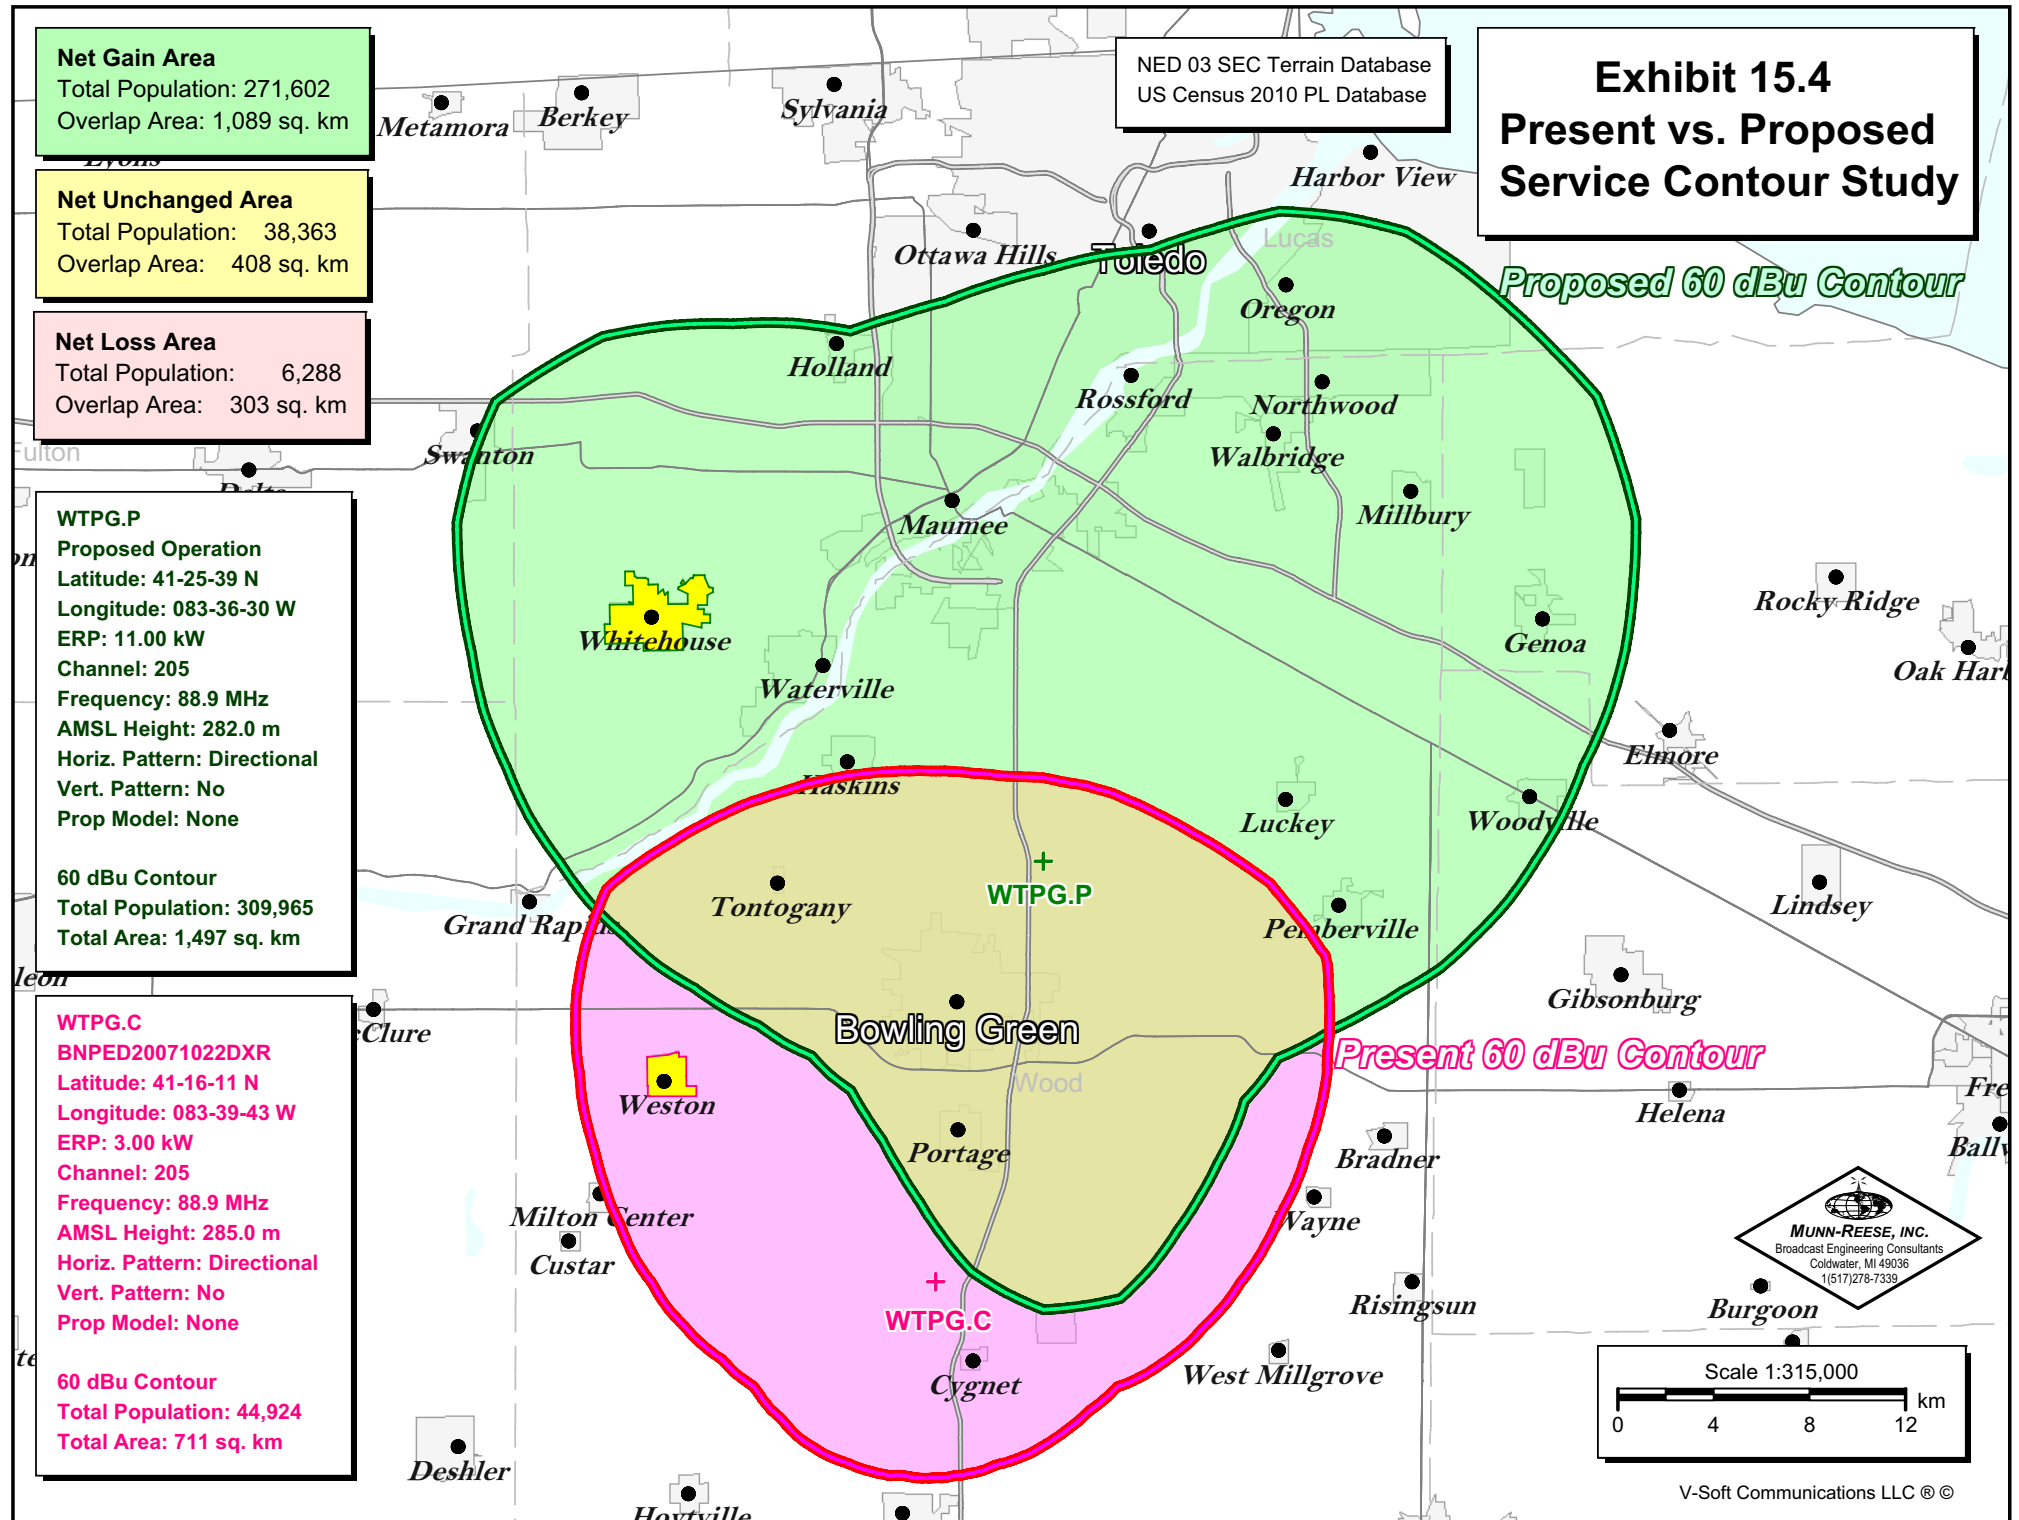 Net Gain Area
Total Population: 271,602
Overlap Area: 1,089 sq. km
Net Unchanged Area
Total Population: 38,363
Overlap Area: 408 sq. km
Net Loss Area
Total Population: 6,288
Overlap Area: 303 sq. km
WTPG.P
Proposed Operation
Latitude: 41-25-39 N
Longitude: 083-36-30 W
ERP: 11.00 kW
Channel: 205
Frequency: 88.9 MHz
AMSL Height: 282.0 m
Horiz. Pattern: Directional
Vert. Pattern: No
Prop Model: None
60 dBu Contour
Total Population: 309,965
Total Area: 1,497 sq. km
WTPG.C
BNPED20071022DXR
Latitude: 41-16-11 N
Longitude: 083-39-43 W
ERP: 3.00 kW
Channel: 205
Frequency: 88.9 MHz
AMSL Height: 285.0 m
Horiz. Pattern: Directional
Vert. Pattern: No
Prop Model: None
60 dBu Contour
Total Population: 44,924
Total Area: 711 sq. km
NED 03 SEC Terrain Database
US Census 2010 PL Database
Exhibit 15.4
Present vs. Proposed
Service Contour Study
Metamora
Berkey
Sylvania
Harbor View
Lyons
Ottawa Hills
Toledo
Lucas
Proposed 60 dBu Contour
Oregon
Holland
Rossford
Northwood
Fulton
Swanton
Walbridge
Delta
Maumee
Millbury
Rocky Ridge
Whitehouse
Genoa
Oak Harb
Waterville
Elmore
Haskins
Luckey
Woodville
WTPG.P
Tontogany
Grand Rapids
Pemberville
Lindsey
leon
Gibsonburg
cClure
Bowling Green
Present 60 dBu Contour
Wood
Weston
Helena
Fre
Portage
Bradner
Ballv
Milton Center
Wayne
Custar
Risingsun
Burgoon
WTPG.C
West Millgrove
Cygnet
Deshler
Hoytville
MUNN-REESE, INC.
Broadcast Engineering Consultants
Coldwater, MI 49036
1(517)278-7339
Scale 1:315,000
km
0 4 8 12
V-Soft Communications LLC ® ©